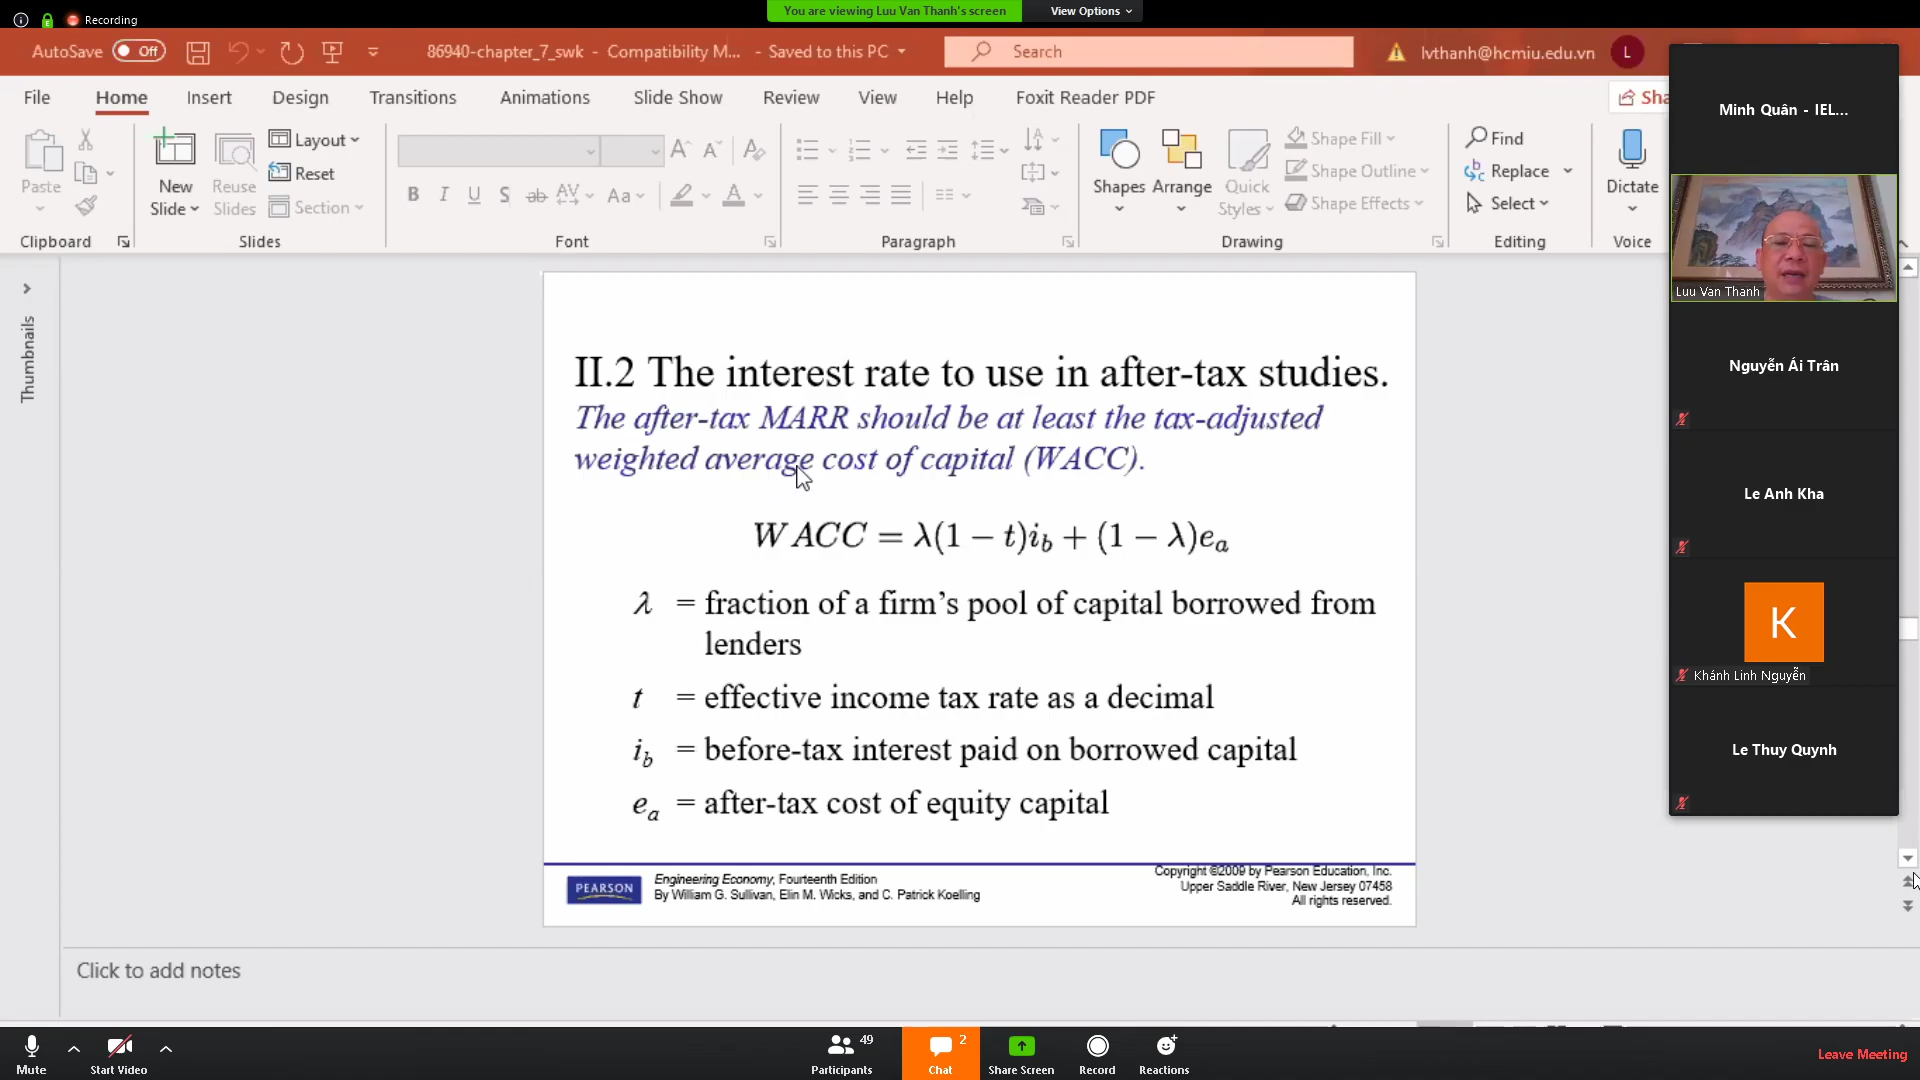 Recording
You are viewing Luu Van Thanh's screen
View Options
AutoSave Off
86940-chapter_7_swk - Compatibility M... - Saved to this PC
Search
lvthanh@hcmiu.edu.vn
L
File Home Insert Design Transitions Animations Slide Show Review View Help Foxit Reader PDF
Sha
Paste
New Slide
Reuse Slides
Layout
Reset
Section
B I U S ab AV Aa A
Shapes
Arrange
Quick Styles
Shape Fill
Shape Outline
Shape Effects
Find
Replace
Select
Dictate
Clipboard Slides Font Paragraph Drawing Editing Voice
Thumbnails
II.2 The interest rate to use in after-tax studies.
The after-tax MARR should be at least the tax-adjusted
weighted average cost of capital (WACC).
WACC = λ(1 − t)i_b + (1 − λ)e_a
λ = fraction of a firm's pool of capital borrowed from
lenders
t = effective income tax rate as a decimal
i_b = before-tax interest paid on borrowed capital
e_a = after-tax cost of equity capital
PEARSON
Engineering Economy, Fourteenth Edition
By William G. Sullivan, Elin M. Wicks, and C. Patrick Koelling
Copyright ©2009 by Pearson Education, Inc.
Upper Saddle River, New Jersey 07458
All rights reserved.
Click to add notes
Minh Quân - IEL...
Luu Van Thanh
Nguyễn Ái Trân
Le Anh Kha
K
Khánh Linh Nguyễn
Le Thuy Quynh
Mute
Start Video
Participants 49
Chat 2
Share Screen
Record
Reactions
Leave Meeting